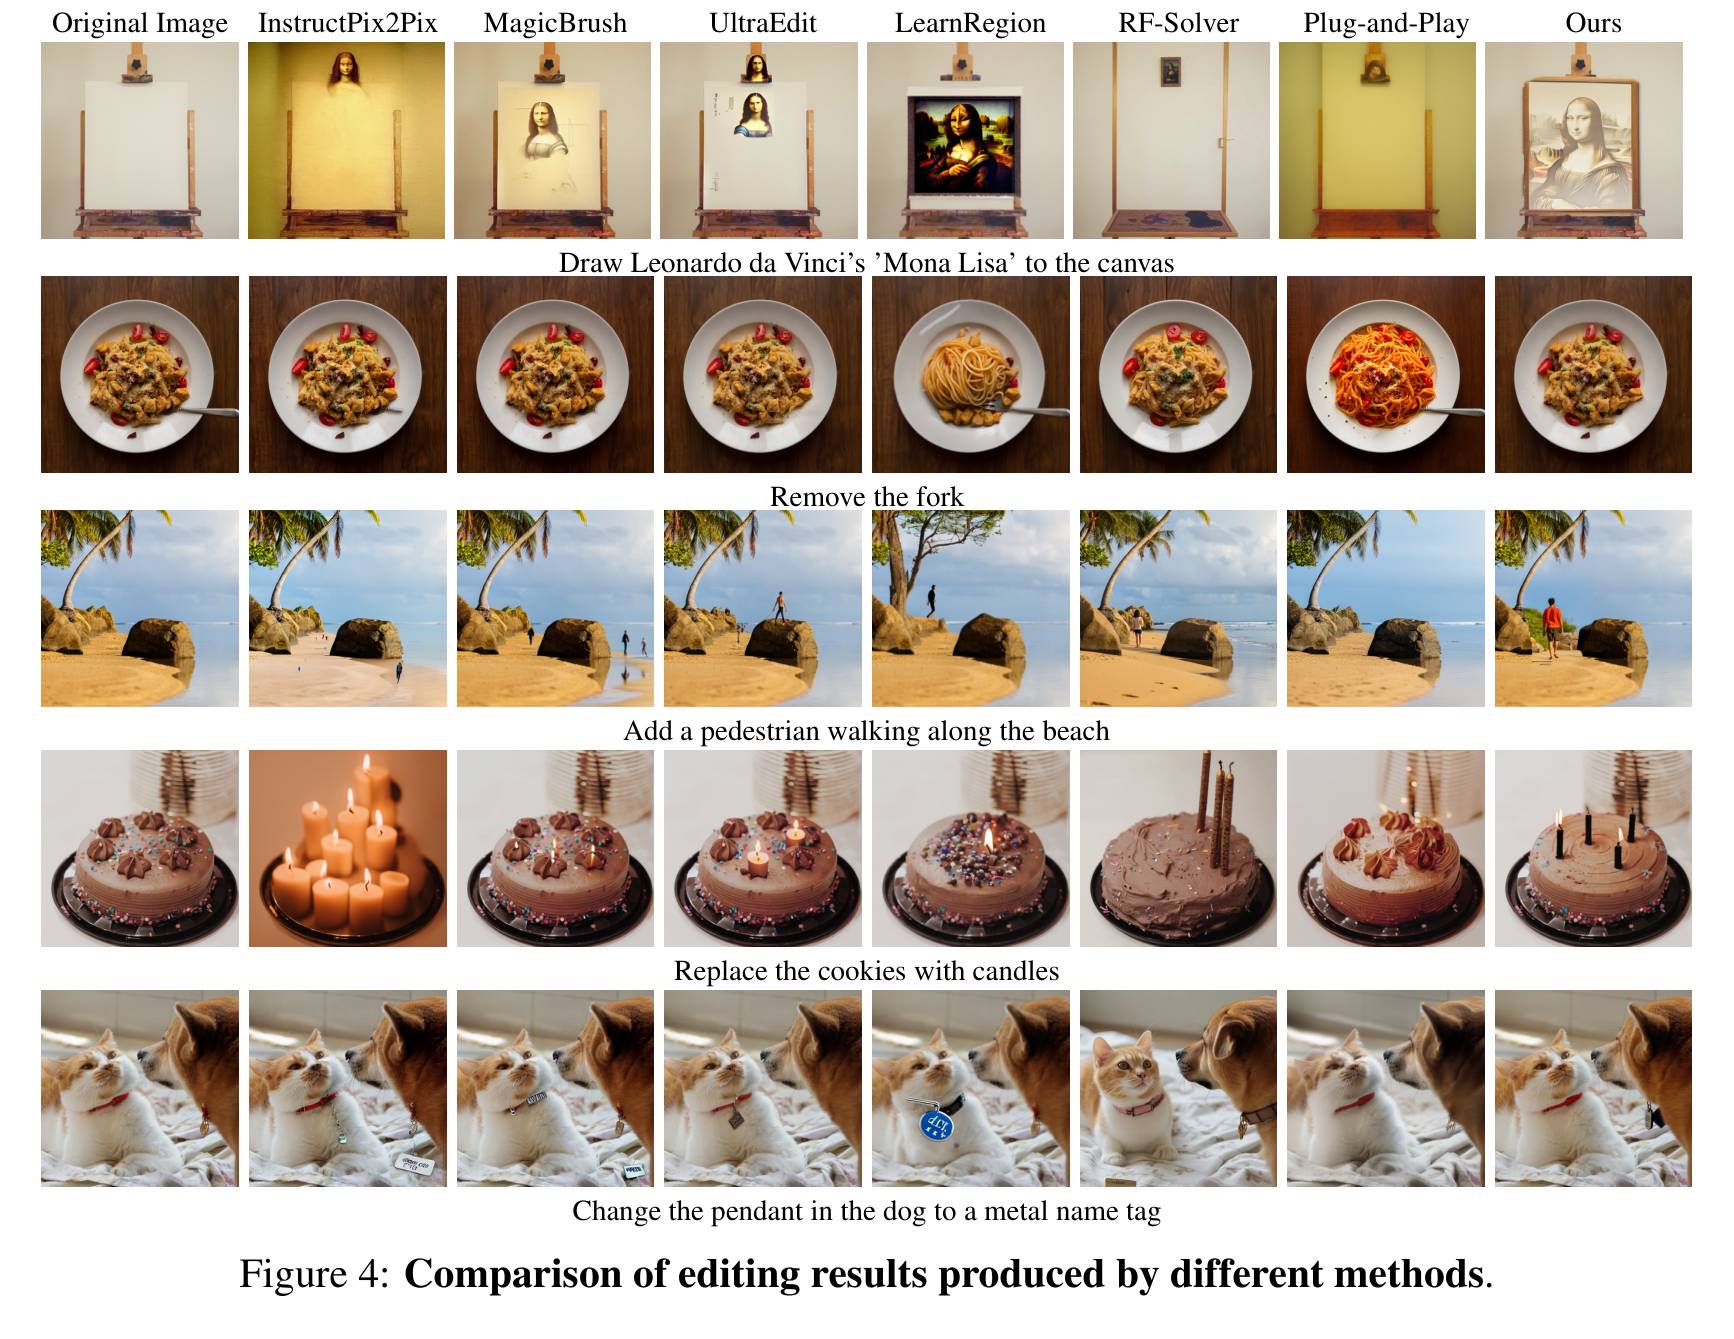 Original Image InstructPix2Pix MagicBrush UltraEdit LearnRegion RF-Solver Plug-and-Play Ours
Draw Leonardo da Vinci’s ’Mona Lisa’ to the canvas
Remove the fork
Add a pedestrian walking along the beach
Replace the cookies with candles
Change the pendant in the dog to a metal name tag
Figure 4: Comparison of editing results produced by different methods.